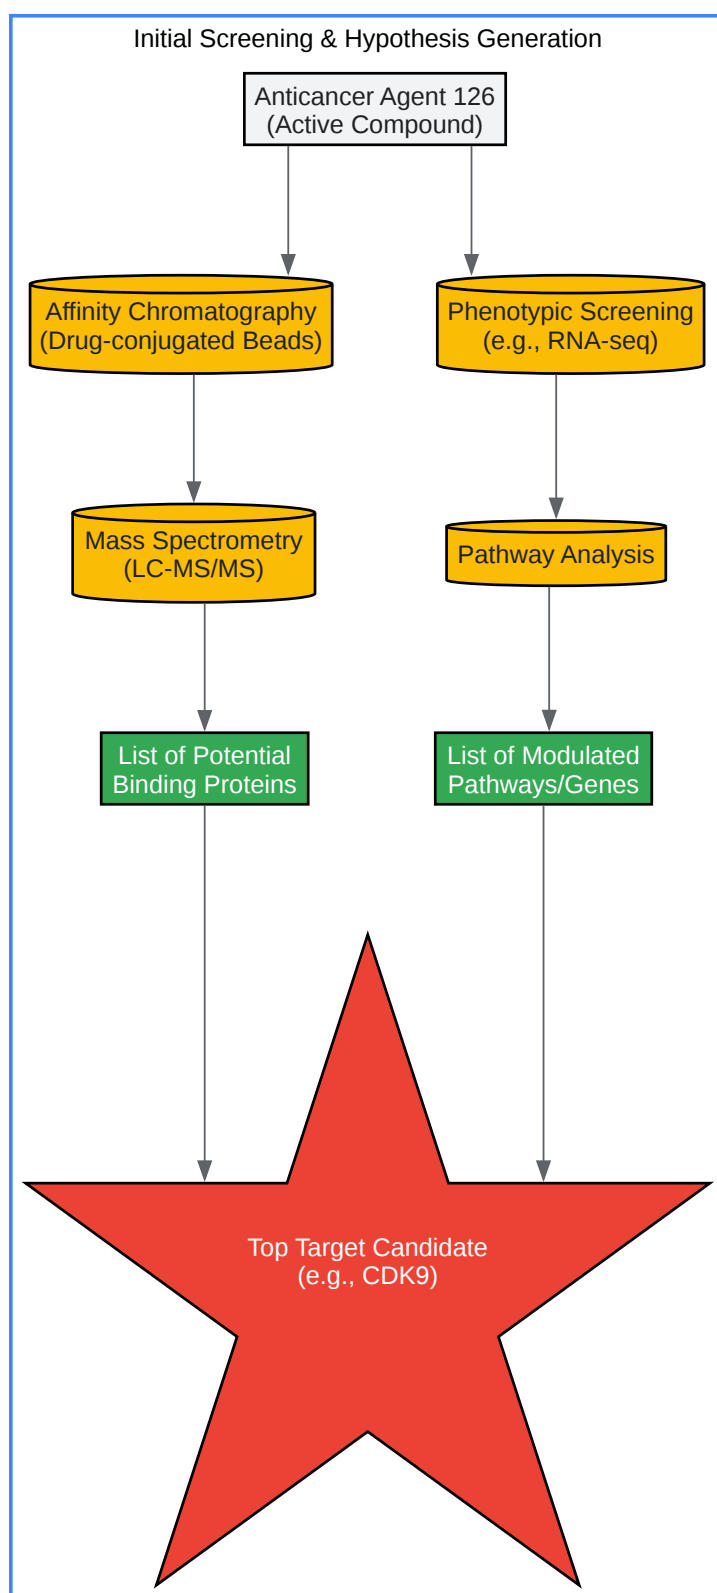 Initial Screening & Hypothesis Generation
Anticancer Agent 126
(Active Compound)
Affinity Chromatography
(Drug-conjugated Beads)
Phenotypic Screening
(e.g., RNA-seq)
Mass Spectrometry
(LC-MS/MS)
Pathway Analysis
List of Potential
Binding Proteins
List of Modulated
Pathways/Genes
Top Target Candidate
(e.g., CDK9)